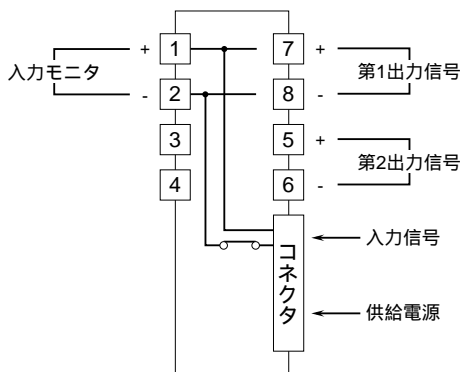 + 1 7 +
入力モニタ 第1出力信号
- 2 8 -
3 5 +
第2出力信号
4 6 -
コネクタ
入力信号
供給電源